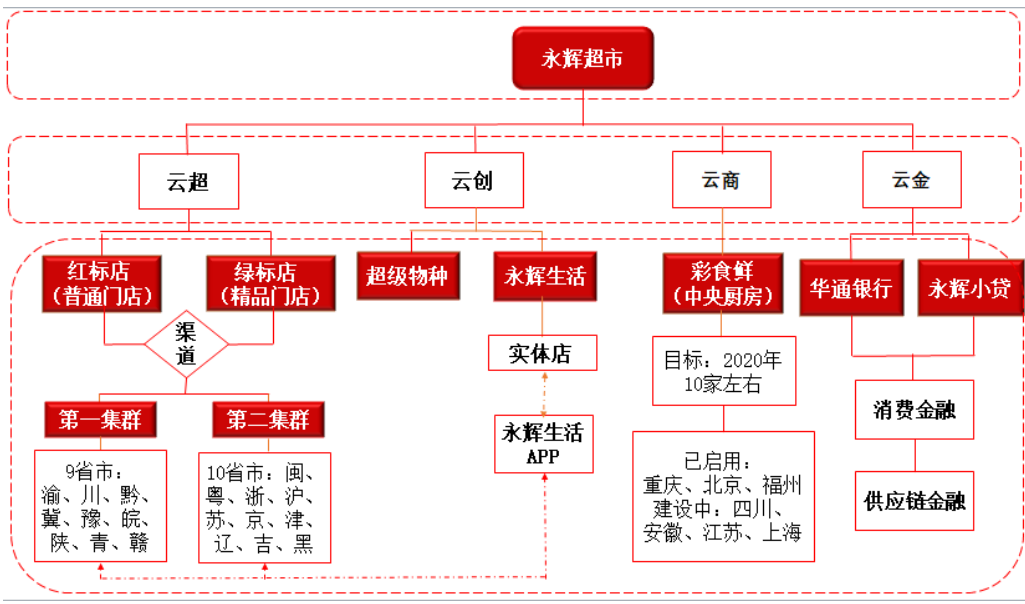 永辉超市
云超
云创
云商
云金
红标店
（普通门店）
绿标店
（精品门店）
超级物种
永辉生活
彩食鲜
（中央厨房）
华通银行
永辉小贷
渠
道
实体店
目标：2020年
10家左右
第一集群
第二集群
永辉生活
APP
消费金融
9省市：
渝、川、黔、
冀、豫、皖、
陕、青、赣
10省市：闽、
粤、浙、沪、
苏、京、津、
辽、吉、黑
已启用：
重庆、北京、福州
建设中：四川、
安徽、江苏、上海
供应链金融